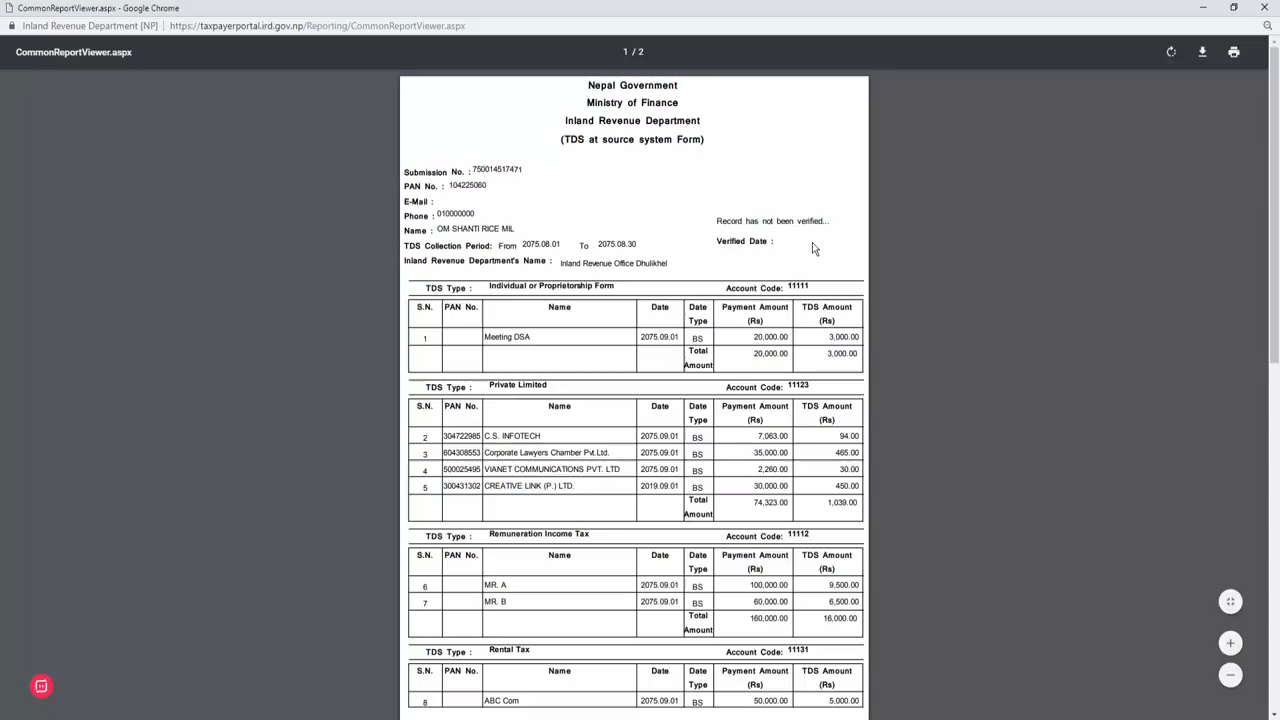 CommonReportViewer.aspx - Google Chrome
Inland Revenue Department [NP] | https://taxpayerportal.ird.gov.np/Reporting/CommonReportViewer.aspx
CommonReportViewer.aspx 1 / 2
Nepal Government
Ministry of Finance
Inland Revenue Department
(TDS at source system Form)
Submission No. : 750014517471
PAN No. : 104225060
E-Mail :
Phone : 010000000
Record has not been verified...
Name : OM SHANTI RICE MIL
TDS Collection Period: From 2075.08.01 To 2075.08.30
Verified Date :
Inland Revenue Department's Name : Inland Revenue Office Dhulikhel
TDS Type : Individual or Proprietorship Form Account Code: 11111
S.N. PAN No. Name Date Date Type Payment Amount (Rs) TDS Amount (Rs)
1 Meeting DSA 2075.09.01 BS 20,000.00 3,000.00
Total Amount 20,000.00 3,000.00
TDS Type : Private Limited Account Code: 11123
S.N. PAN No. Name Date Date Type Payment Amount (Rs) TDS Amount (Rs)
2 304722985 C.S. INFOTECH 2075.09.01 BS 7,063.00 94.00
3 604308553 Corporate Lawyers Chamber Pvt.Ltd. 2075.09.01 BS 35,000.00 465.00
4 500025495 VIANET COMMUNICATIONS PVT. LTD 2075.09.01 BS 2,260.00 30.00
5 300431302 CREATIVE LINK (P.) LTD. 2019.09.01 BS 30,000.00 450.00
Total Amount 74,323.00 1,039.00
TDS Type : Remuneration Income Tax Account Code: 11112
S.N. PAN No. Name Date Date Type Payment Amount (Rs) TDS Amount (Rs)
6 MR. A 2075.09.01 BS 100,000.00 9,500.00
7 MR. B 2075.09.01 BS 60,000.00 6,500.00
Total Amount 160,000.00 16,000.00
TDS Type : Rental Tax Account Code: 11131
S.N. PAN No. Name Date Date Type Payment Amount (Rs) TDS Amount (Rs)
8 ABC Com 2075.09.01 BS 50,000.00 5,000.00